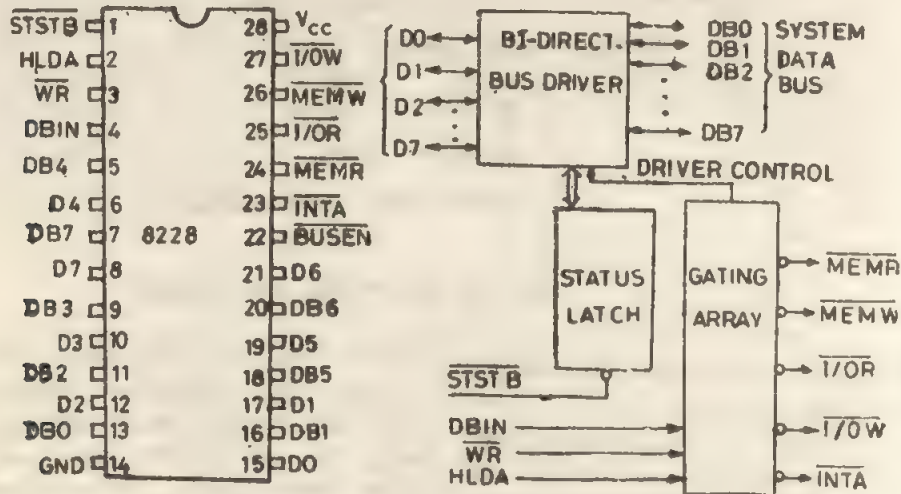 STSTB 1 28 VCC
HLDA 2 27 I/OW
WR 3 26 MEMW
DBIN 4 25 I/OR
DB4 5 24 MEMR
D4 6 23 INTA
DB7 7 8228 22 BUSEN
D7 8 21 D6
DB3 9 20 DB6
D3 10 19 D5
DB2 11 18 DB5
D2 12 17 D1
DB0 13 16 DB1
GND 14 15 D0
D0
D1
D2
D7
BI-DIRECT.
BUS DRIVER
DB0
DB1
DB2
DB7
SYSTEM
DATA
BUS
DRIVER CONTROL
STATUS
LATCH
GATING
ARRAY
STSTB
DBIN
WR
HLDA
MEMR
MEMW
I/OR
I/OW
INTA